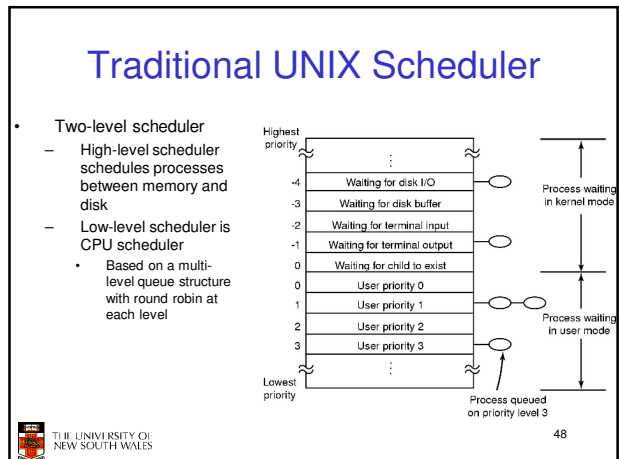 Traditional UNIX Scheduler
• Two-level scheduler
– High-level scheduler
schedules processes
between memory and
disk
– Low-level scheduler is
CPU scheduler
• Based on a multi-
level queue structure
with round robin at
each level
Highest
priority
⋮
-4 Waiting for disk I/O
-3 Waiting for disk buffer
-2 Waiting for terminal input
-1 Waiting for terminal output
0 Waiting for child to exist
0 User priority 0
1 User priority 1
2 User priority 2
3 User priority 3
⋮
Lowest
priority
Process waiting
in kernel mode
Process waiting
in user mode
Process queued
on priority level 3
THE UNIVERSITY OF
NEW SOUTH WALES
48